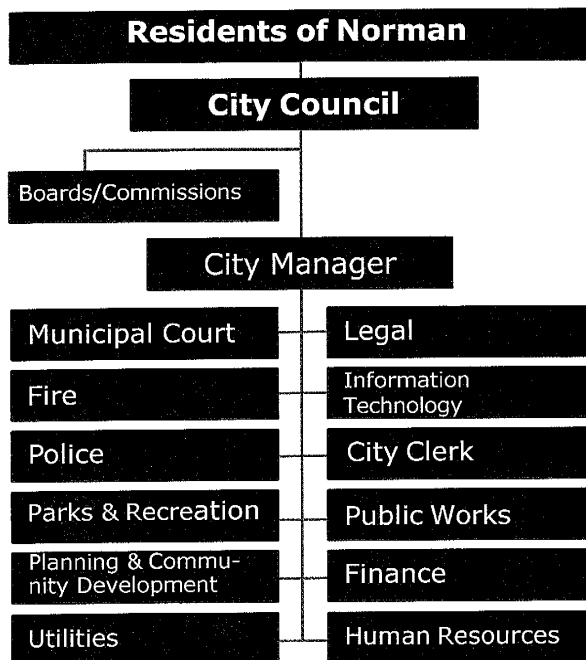 Residents of Norman
City Council
Boards/Commissions
City Manager
Municipal Court
Legal
Fire
Information
Technology
Police
City Clerk
Parks & Recreation
Public Works
Planning & Commu-
nity Development
Finance
Utilities
Human Resources